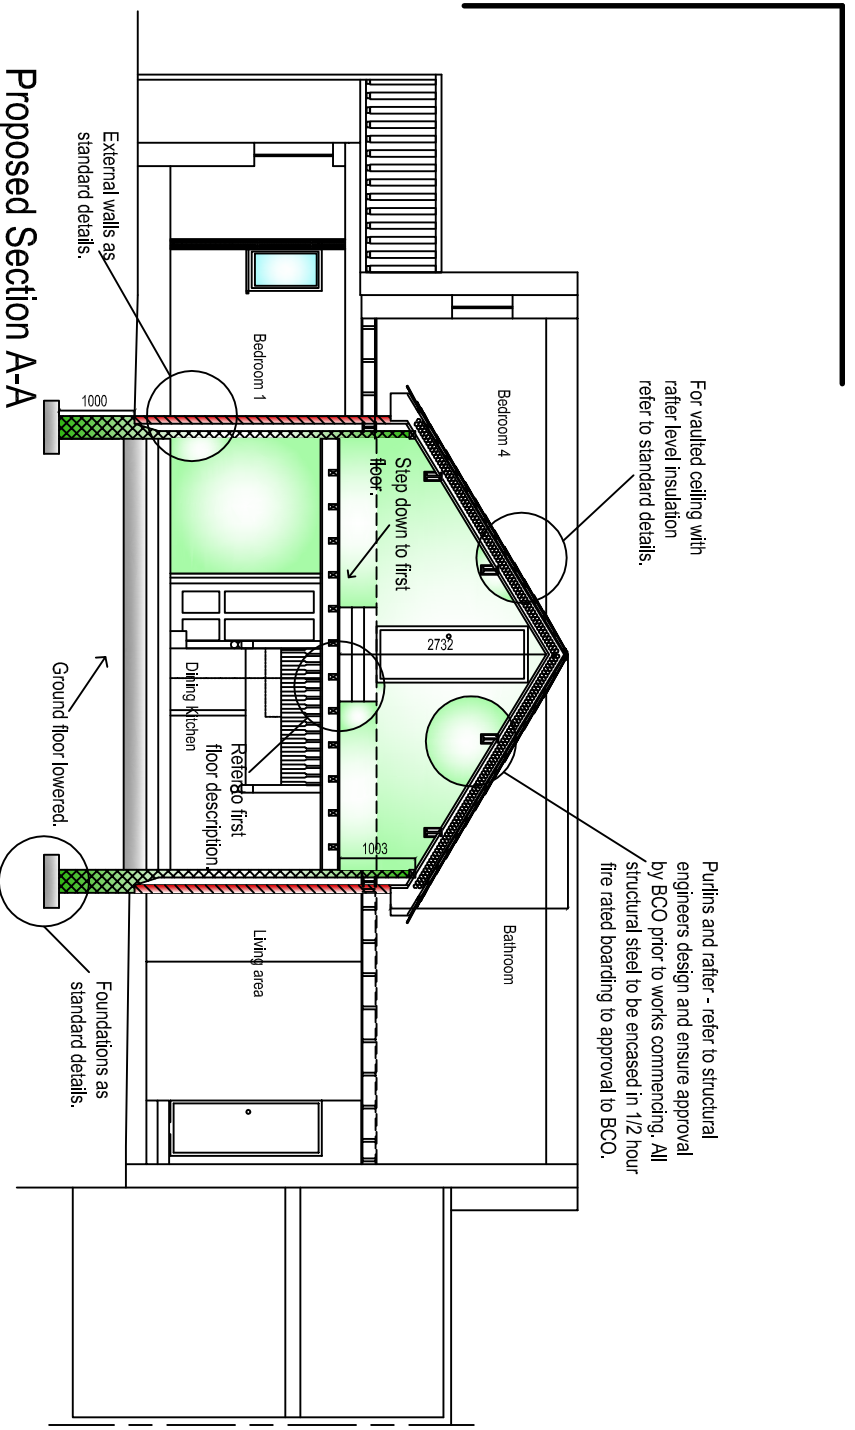 For vaulted ceiling with
rafter level insulation
refer to standard details.
Purlins and rafter - refer to structural
engineers design and ensure approval
by BCO prior to works commencing. All
structural steel to be encased in 1/2 hour
fire rated boarding to approval to BCO.
Bedroom 4
Bathroom
2732
Step down to first
floor.
1003
Bedroom 1
Dining Kitchen
Refer to first
floor description.
Living area
External walls as
standard details.
1000
Ground floor lowered.
Foundations as
standard details.
Proposed Section A-A